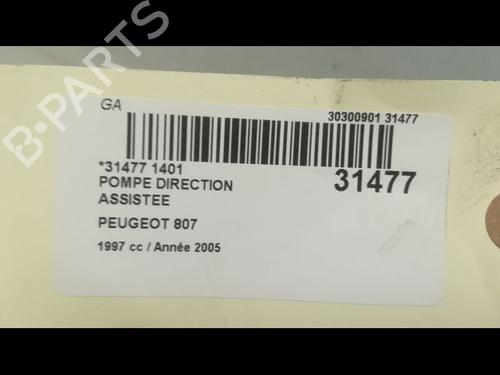 GA
30300901 31477
*31477 1401
31477
POMPE DIRECTION
ASSISTEE
PEUGEOT 807
1997 cc / Année 2005
B-PARTS